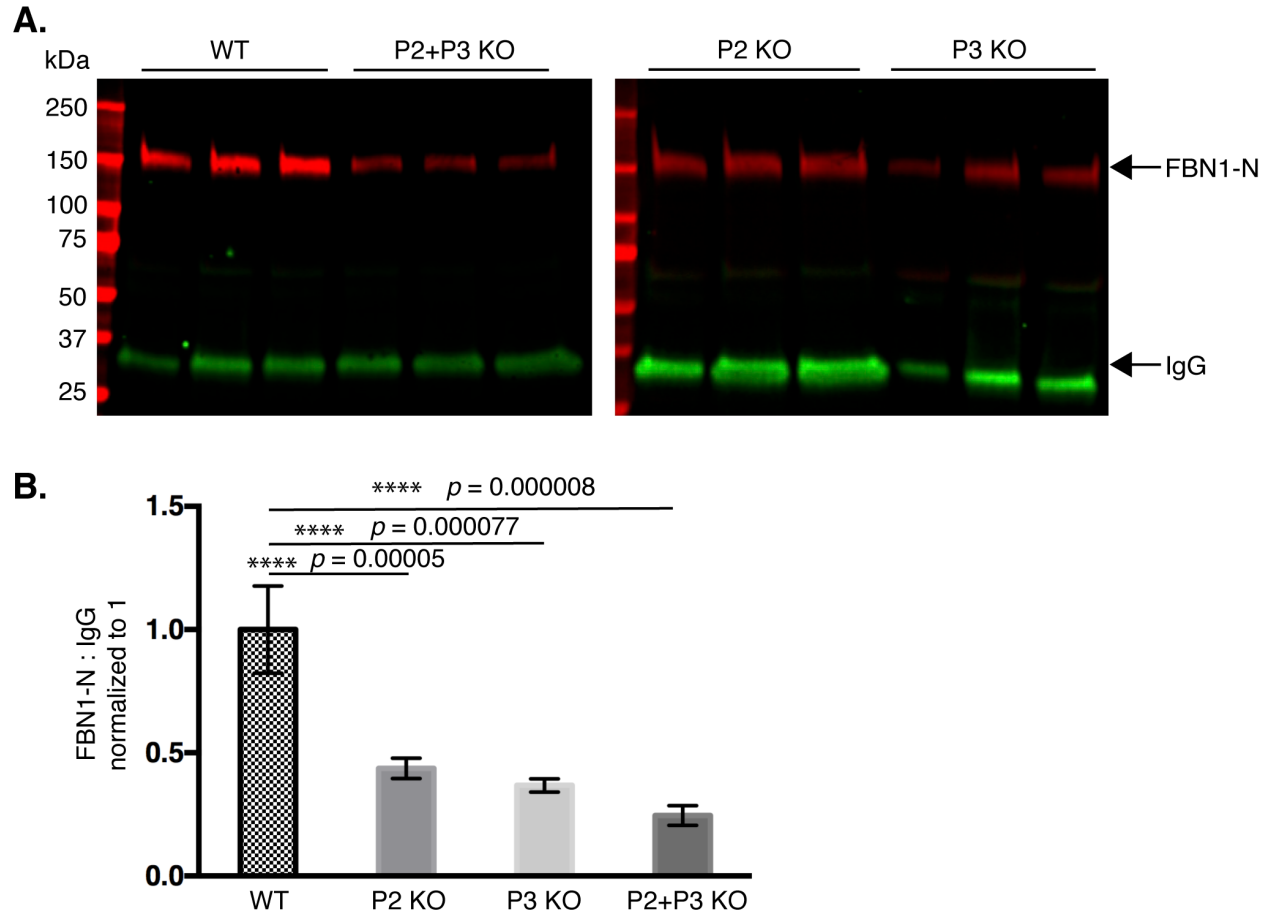 A.
kDa
WT
P2+P3 KO
P2 KO
P3 KO
250
150
100
75
50
37
25
FBN1-N
IgG
B.
**** p = 0.000008
**** p = 0.000077
**** p = 0.00005
FBN1-N : IgG
normalized to 1
1.5
1.0
0.5
0.0
WT
P2 KO
P3 KO
P2+P3 KO